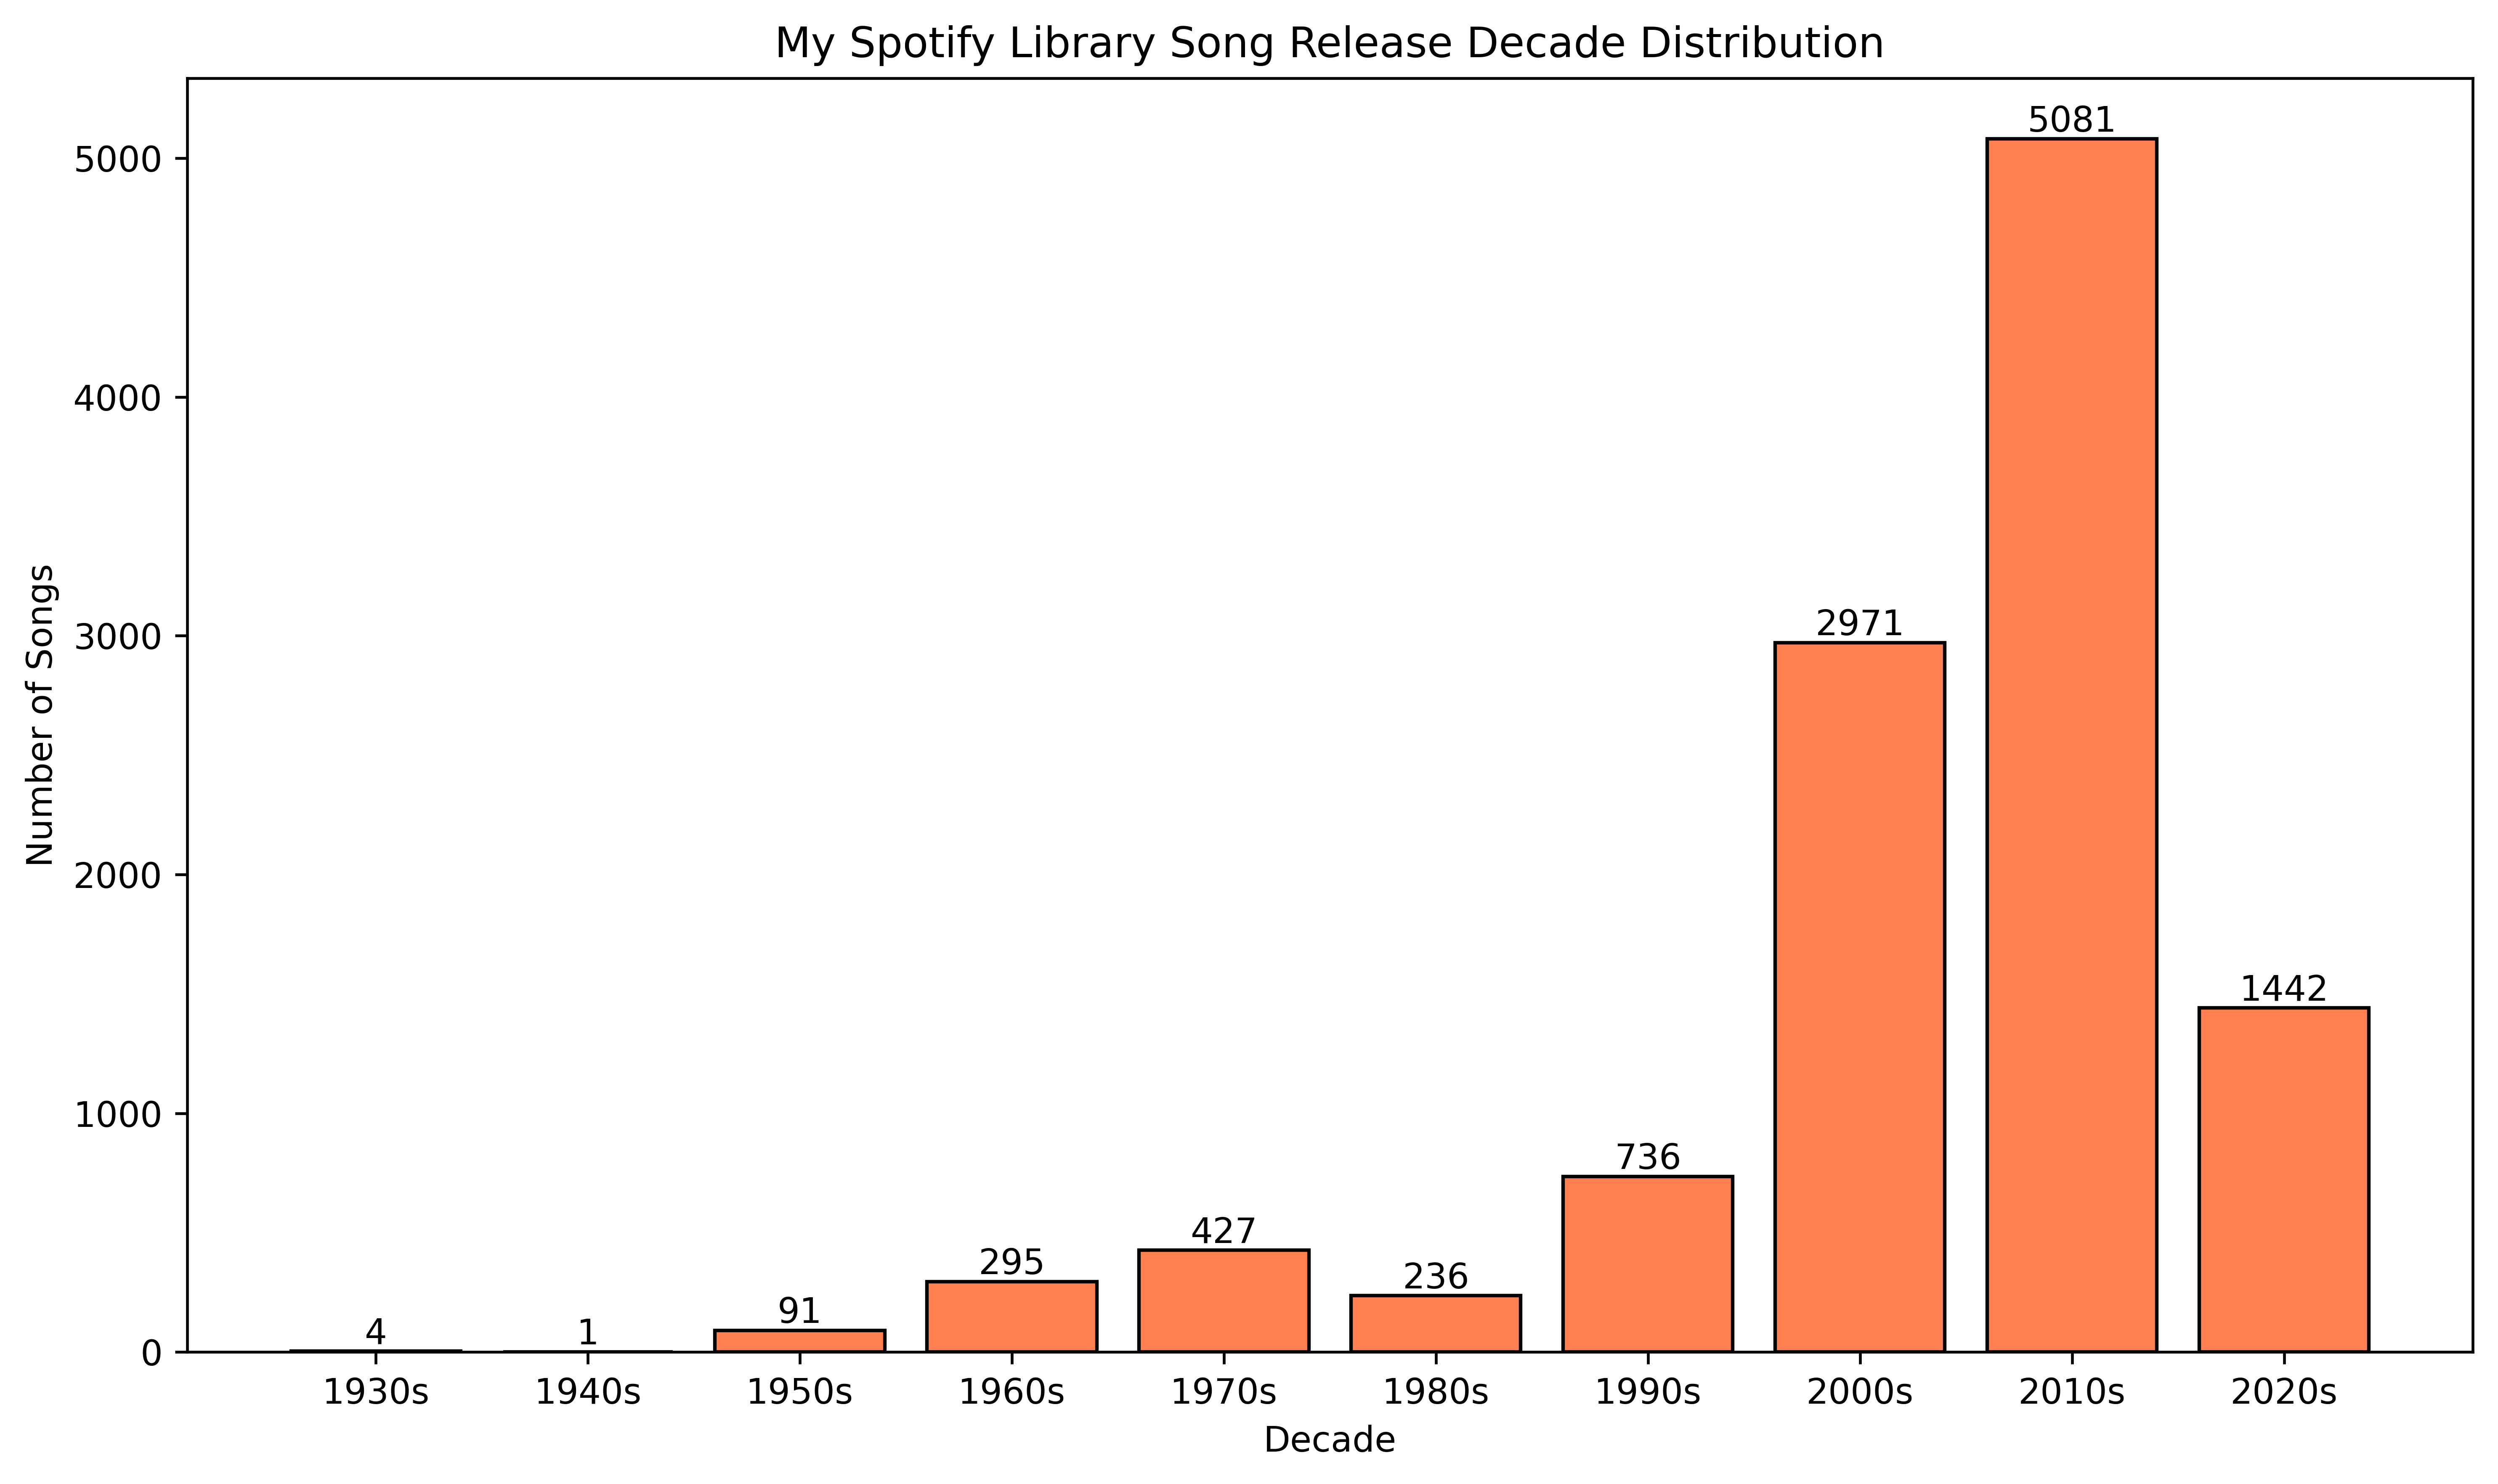 My Spotify Library Song Release Decade Distribution
Number of Songs
5000
4000
3000
2000
1000
0
4
1
91
295
427
236
736
2971
5081
1442
1930s
1940s
1950s
1960s
1970s
1980s
1990s
2000s
2010s
2020s
Decade